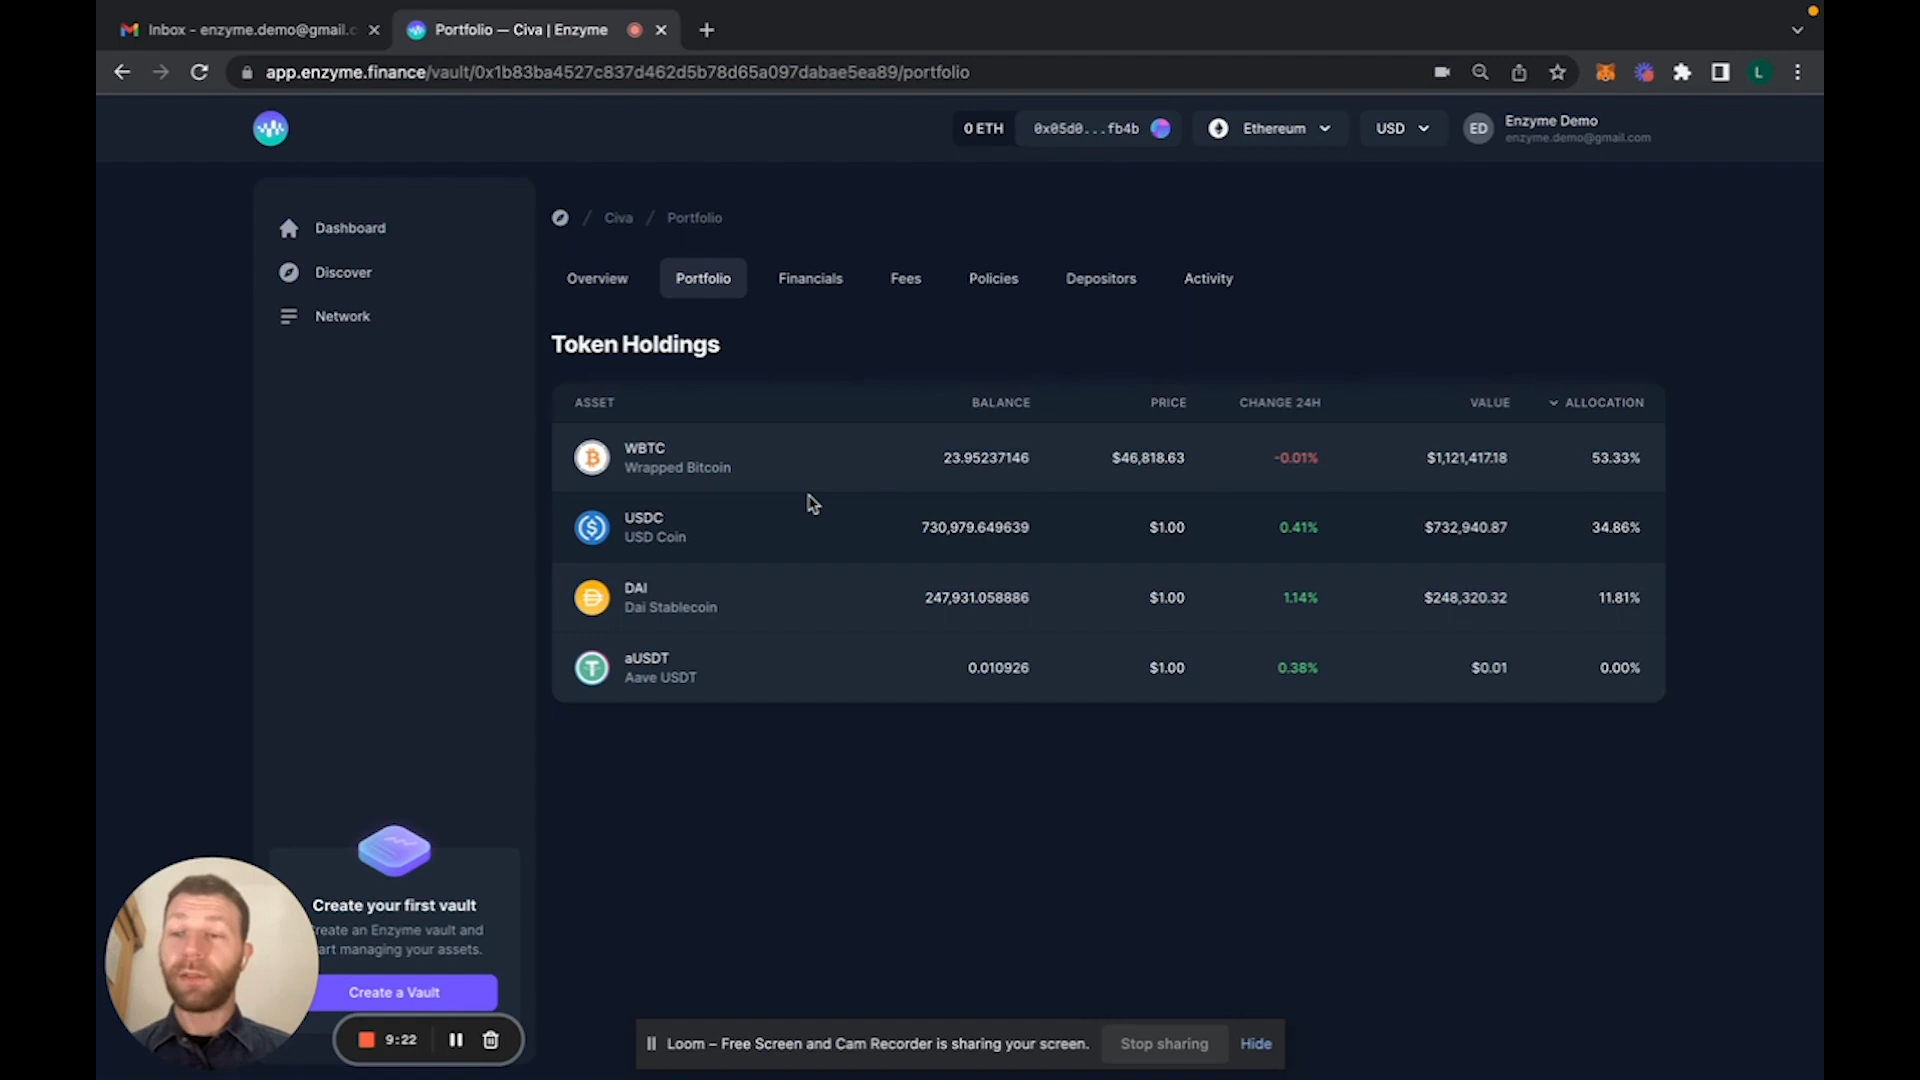 Inbox - enzyme.demo@gmail.c
Portfolio — Civa | Enzyme
app.enzyme.finance/vault/0x1b83ba4527c837d462d5b78d65a097dabae5ea89/portfolio
L
0 ETH
0x05d0...fb4b
Ethereum
USD
ED
Enzyme Demo
enzyme.demo@gmail.com
Dashboard
Discover
Network
/ Civa / Portfolio
Overview
Portfolio
Financials
Fees
Policies
Depositors
Activity
Token Holdings
ASSET BALANCE PRICE CHANGE 24H VALUE ALLOCATION
WBTC
Wrapped Bitcoin
23.95237146 $46,818.63 -0.01% $1,121,417.18 53.33%
USDC
USD Coin
730,979.649639 $1.00 0.41% $732,940.87 34.86%
DAI
Dai Stablecoin
247,931.058886 $1.00 1.14% $248,320.32 11.81%
aUSDT
Aave USDT
0.010926 $1.00 0.38% $0.01 0.00%
Create your first vault
reate an Enzyme vault and
art managing your assets.
Create a Vault
9:22
Loom – Free Screen and Cam Recorder is sharing your screen.
Stop sharing
Hide